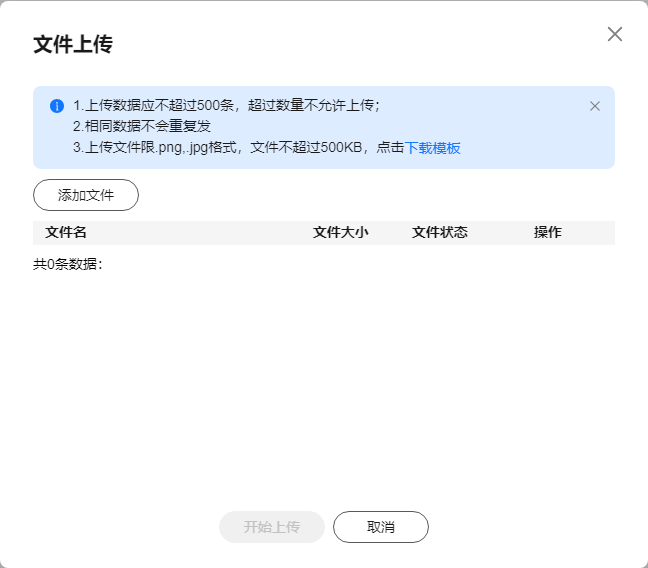 文件上传
1.上传数据应不超过500条，超过数量不允许上传；
2.相同数据不会重复发
3.上传文件限.png,.jpg格式，文件不超过500KB，点击下载模板
添加文件
文件名 文件大小 文件状态 操作
共0条数据：
开始上传 取消